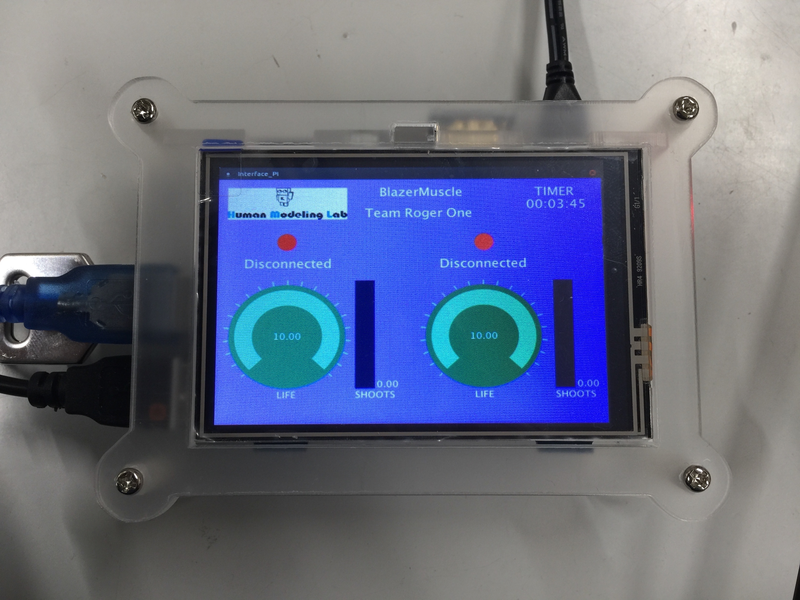 Interface_Pi
Human Modeling Lab
BlazerMuscle
Team Roger One
TIMER
00:03:45
Disconnected
10.00
LIFE
0.00
SHOOTS
Disconnected
10.00
LIFE
0.00
SHOOTS